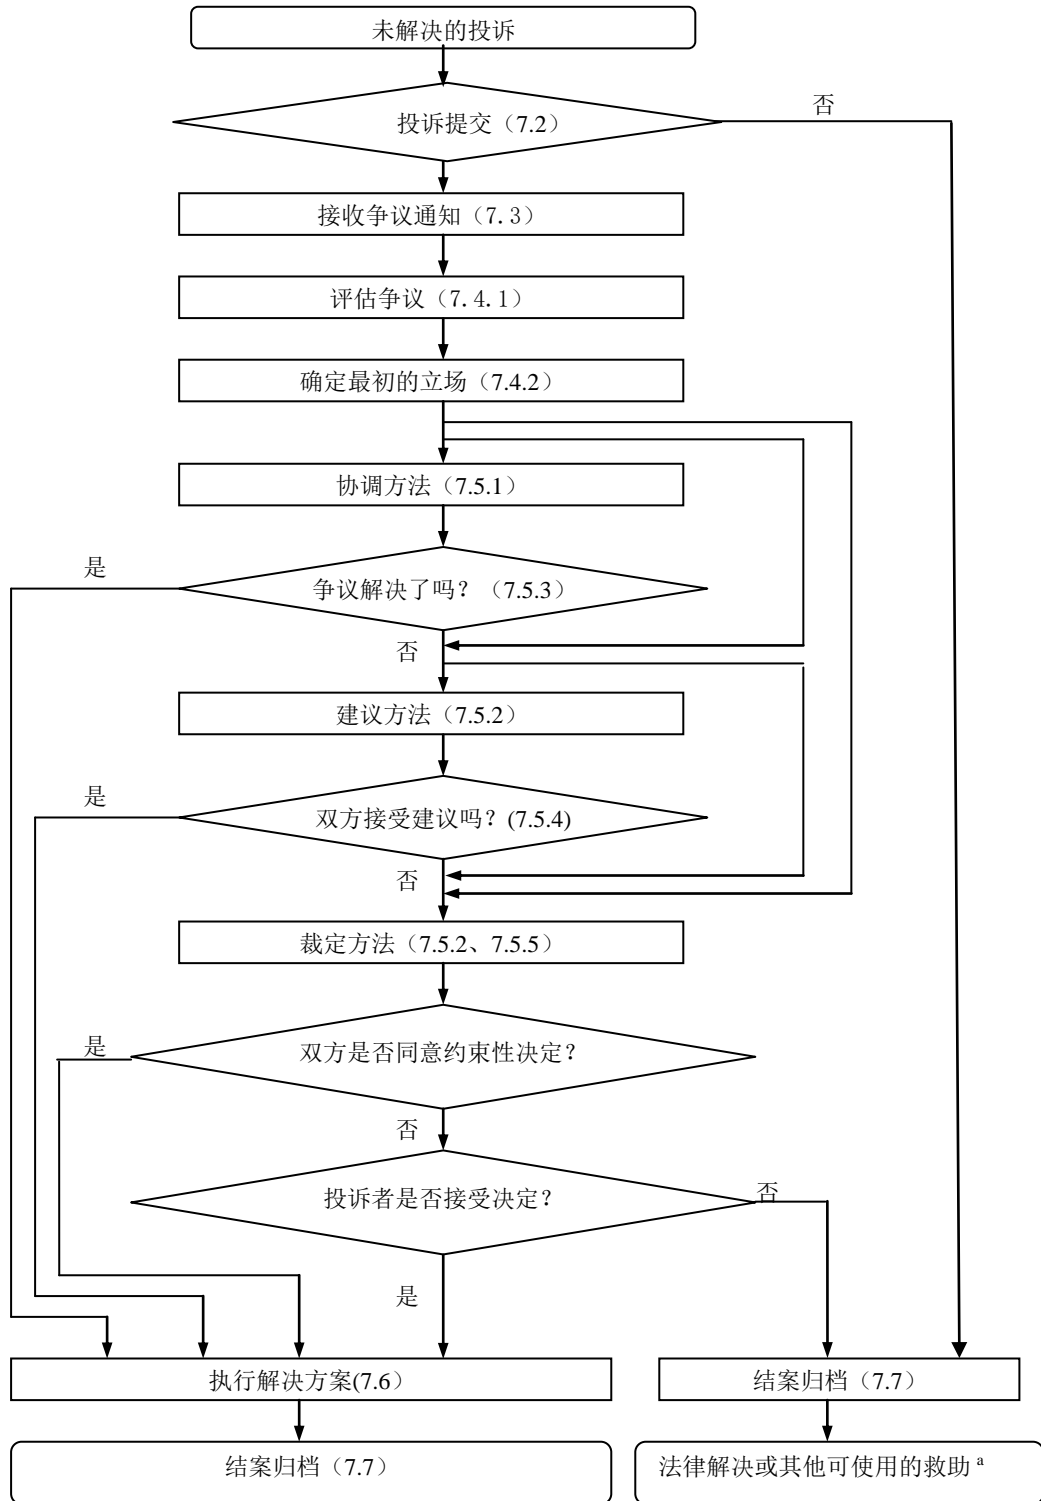 未解决的投诉
否
投诉提交（7.2）
接收争议通知（7.3）
评估争议（7.4.1）
确定最初的立场（7.4.2）
协调方法（7.5.1）
是
争议解决了吗？（7.5.3）
否
建议方法（7.5.2）
是
双方接受建议吗？(7.5.4)
否
裁定方法（7.5.2、7.5.5）
是
双方是否同意约束性决定？
否
投诉者是否接受决定？
否
是
执行解决方案(7.6）
结案归档（7.7）
结案归档（7.7）
法律解决或其他可使用的救助 a